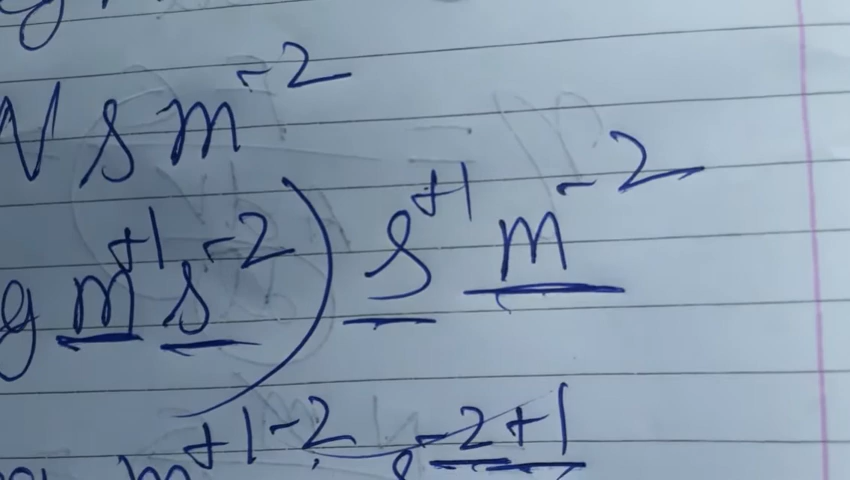 N s m⁻²
g m⁺¹ s⁻²) s⁺¹ m⁻²
m⁺¹⁻² s⁻²⁺¹